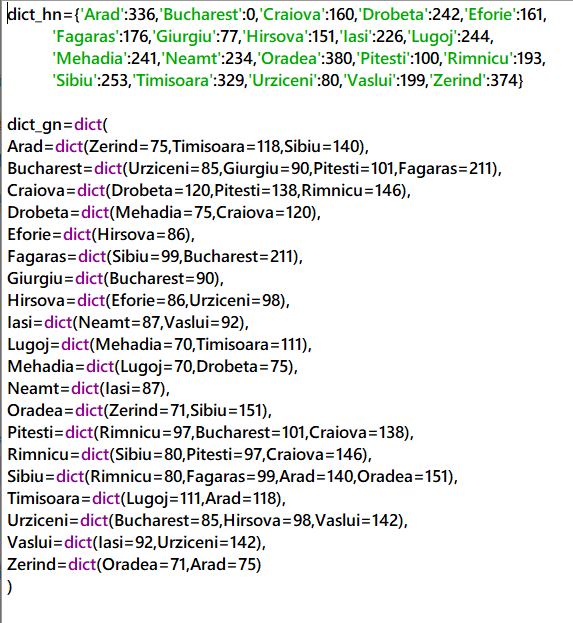 dict_hn={'Arad':336,'Bucharest':0,'Craiova':160,'Drobeta':242,'Eforie':161,
'Fagaras':176,'Giurgiu':77,'Hirsova':151,'Iasi':226,'Lugoj':244,
'Mehadia':241,'Neamt':234,'Oradea':380,'Pitesti':100,'Rimnicu':193,
'Sibiu':253,'Timisoara':329,'Urziceni':80,'Vaslui':199,'Zerind':374}
dict_gn=dict(
Arad=dict(Zerind=75,Timisoara=118,Sibiu=140),
Bucharest=dict(Urziceni=85,Giurgiu=90,Pitesti=101,Fagaras=211),
Craiova=dict(Drobeta=120,Pitesti=138,Rimnicu=146),
Drobeta=dict(Mehadia=75,Craiova=120),
Eforie=dict(Hirsova=86),
Fagaras=dict(Sibiu=99,Bucharest=211),
Giurgiu=dict(Bucharest=90),
Hirsova=dict(Eforie=86,Urziceni=98),
Iasi=dict(Neamt=87,Vaslui=92),
Lugoj=dict(Mehadia=70,Timisoara=111),
Mehadia=dict(Lugoj=70,Drobeta=75),
Neamt=dict(Iasi=87),
Oradea=dict(Zerind=71,Sibiu=151),
Pitesti=dict(Rimnicu=97,Bucharest=101,Craiova=138),
Rimnicu=dict(Sibiu=80,Pitesti=97,Craiova=146),
Sibiu=dict(Rimnicu=80,Fagaras=99,Arad=140,Oradea=151),
Timisoara=dict(Lugoj=111,Arad=118),
Urziceni=dict(Bucharest=85,Hirsova=98,Vaslui=142),
Vaslui=dict(Iasi=92,Urziceni=142),
Zerind=dict(Oradea=71,Arad=75)
)